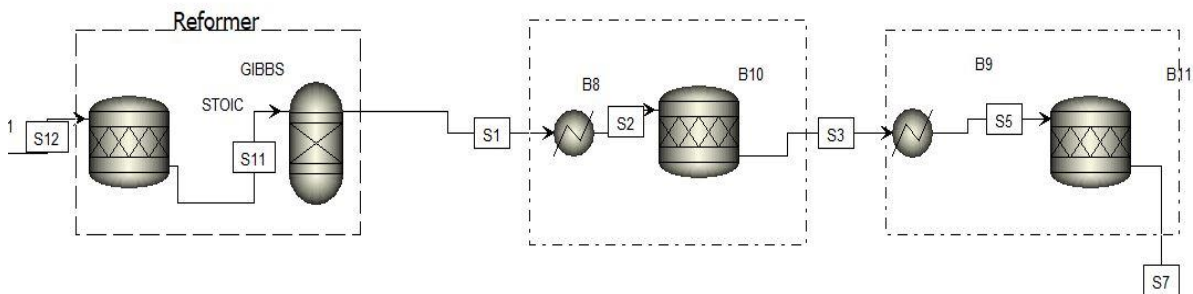 Reformer
GIBBS
STOIC
B8
B10
B9
B11
1
S12
S11
S1
S2
S3
S5
S7